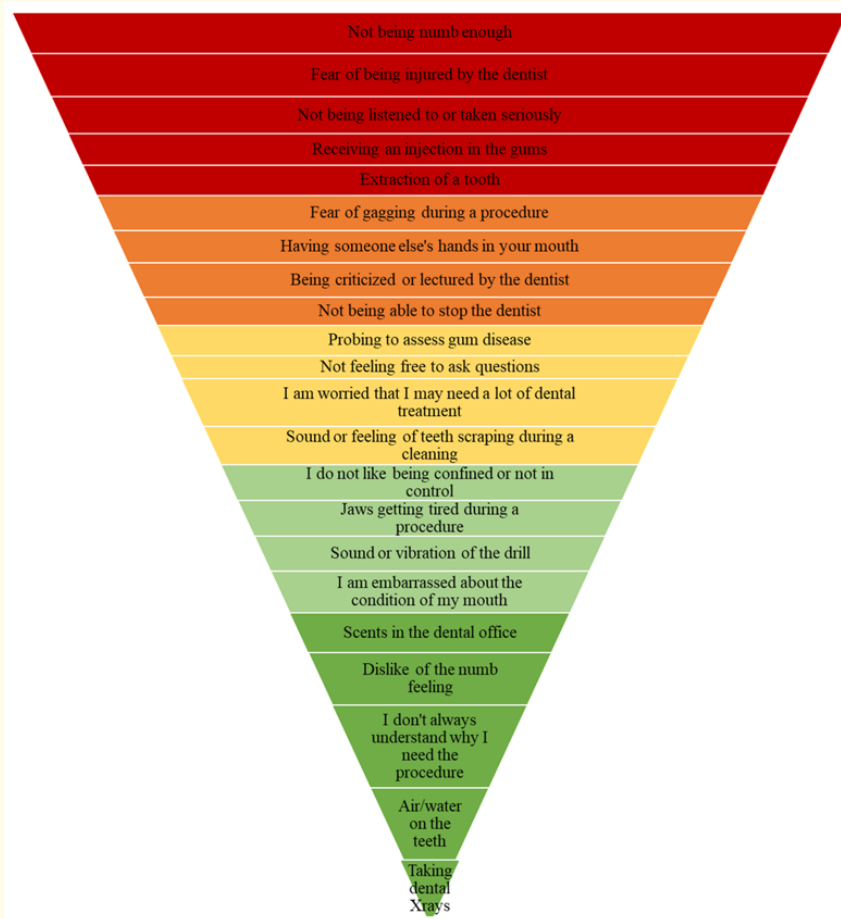 Not being numb enough
Fear of being injured by the dentist
Not being listened to or taken seriously
Receiving an injection in the gums
Extraction of a tooth
Fear of gagging during a procedure
Having someone else's hands in your mouth
Being criticized or lectured by the dentist
Not being able to stop the dentist
Probing to assess gum disease
Not feeling free to ask questions
I am worried that I may need a lot of dental
treatment
Sound or feeling of teeth scraping during a
cleaning
I do not like being confined or not in
control
Jaws getting tired during a
procedure
Sound or vibration of the drill
I am embarrassed about the
condition of my mouth
Scents in the dental office
Dislike of the numb
feeling
I don't always
understand why I
need the
procedure
Air/water
on the
teeth
Taking
dental
Xrays